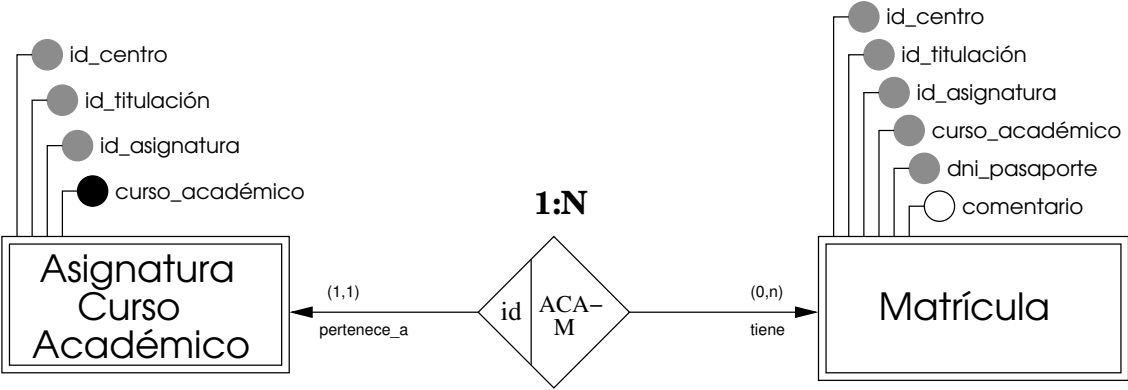 id_centro
id_titulación
id_asignatura
curso_académico
Asignatura
Curso
Académico
1:N
(1,1)
pertenece_a
id
ACA–
M
(0,n)
tiene
id_centro
id_titulación
id_asignatura
curso_académico
dni_pasaporte
comentario
Matrícula